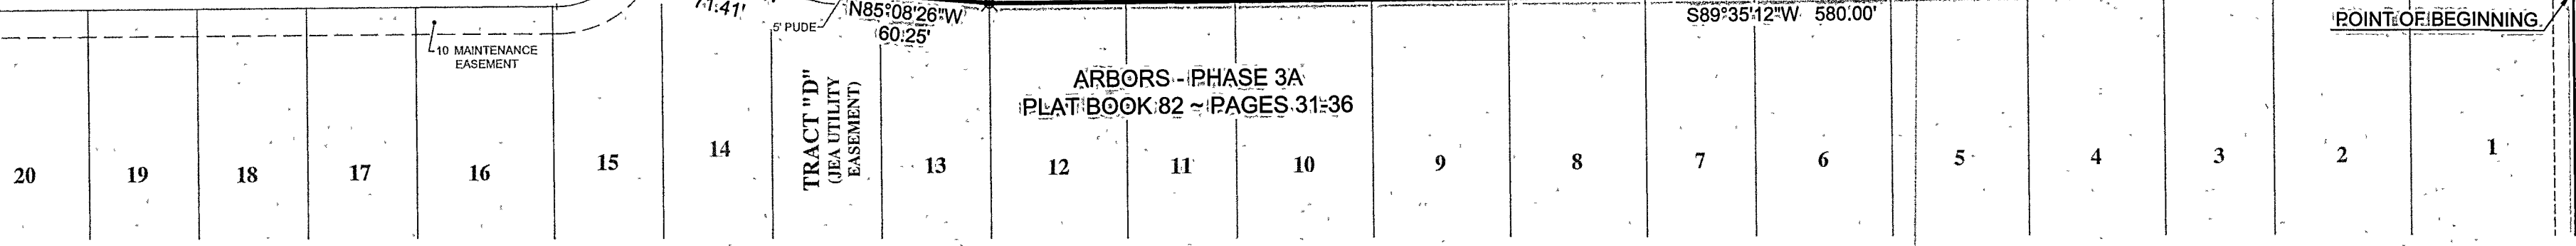 71.41'
5' PUDE
N85°08'26"W
60.25'
S89°35'12"W 580.00'
POINT OF BEGINNING
10 MAINTENANCE
EASEMENT
ARBORS - PHASE 3A
PLAT BOOK 82 ~ PAGES 31-36
TRACT "D"
(JEA UTILITY
EASEMENT)
20 19 18 17 16 15 14 13 12 11 10 9 8 7 6 5 4 3 2 1